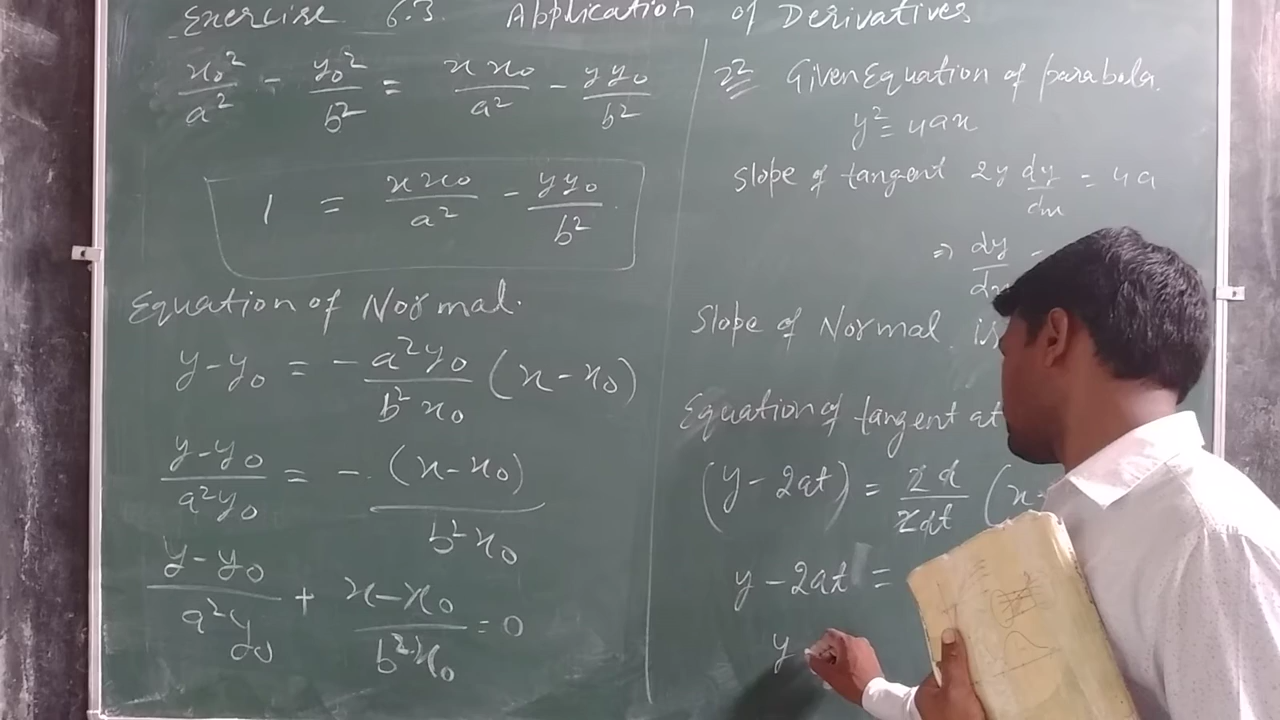 Exercise 6.3 Application of Derivatives
x₀²/a² - y₀²/b² = x x₀/a² - y y₀/b²
1 = x x₀/a² - y y₀/b²
Equation of Normal.
y-y₀ = - a²y₀/b²x₀ (x-x₀)
y-y₀/a²y₀ = - (x-x₀)/b²x₀
y-y₀/a²y₀ + x-x₀/b²x₀ = 0
22 Given Equation of parabola.
y² = 4ax
Slope of tangent 2y dy/dx = 4a
⇒ dy/dx =
Slope of Normal is
Equation of tangent at
(y-2at) = 2a/2at (x-
y-2at =
y